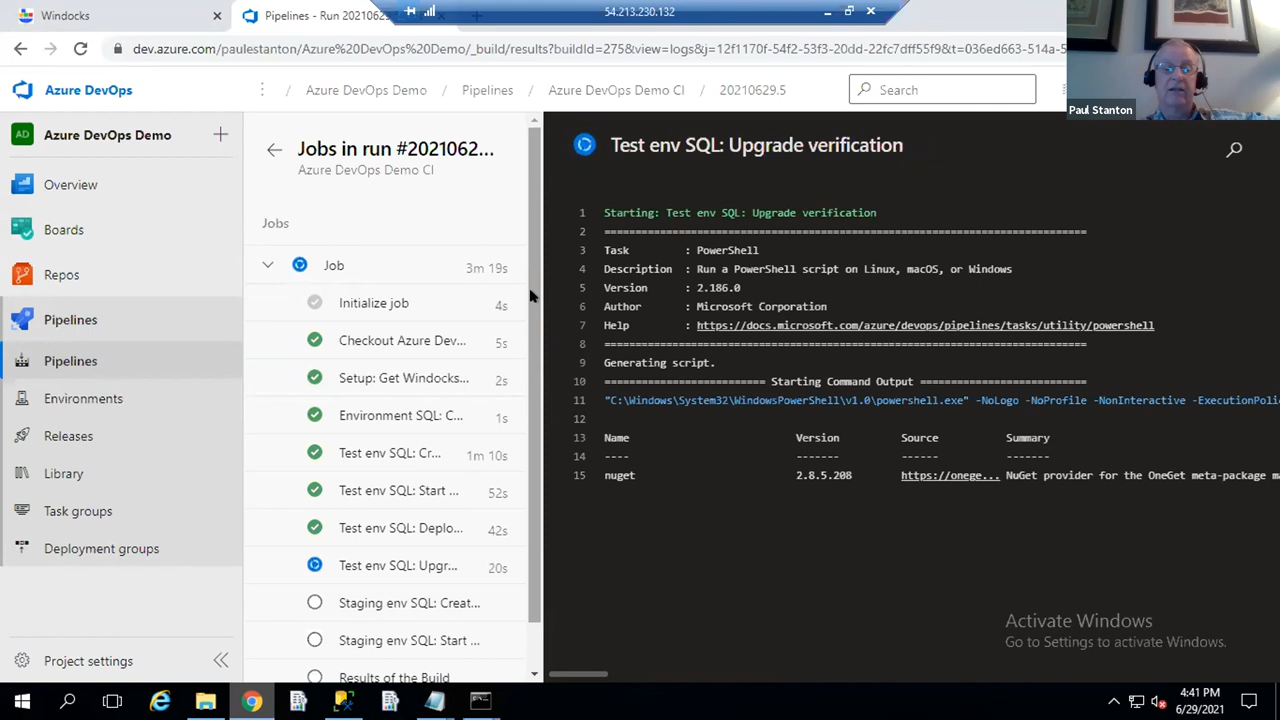 Windocks
Pipelines - Run 2021062
54.213.230.132
dev.azure.com/paulestanton/Azure%20DevOps%20Demo/_build/results?buildId=275&view=logs&j=12f1170f-54f2-53f3-20dd-22fc7dff55f9&t=036ed663-514a-5
Azure DevOps
/ Azure DevOps Demo / Pipelines / Azure DevOps Demo CI / 20210629.5
Search
Paul Stanton
AD Azure DevOps Demo
Overview
Boards
Repos
Pipelines
Pipelines
Environments
Releases
Library
Task groups
Deployment groups
Project settings
Jobs in run #2021062...
Azure DevOps Demo CI
Jobs
Job 3m 19s
Initialize job 4s
Checkout Azure Dev... 5s
Setup: Get Windocks... 2s
Environment SQL: C... 1s
Test env SQL: Cr... 1m 10s
Test env SQL: Start ... 52s
Test env SQL: Deplo... 42s
Test env SQL: Upgr... 20s
Staging env SQL: Creat...
Staging env SQL: Start ...
Results of the Build
Test env SQL: Upgrade verification
1 Starting: Test env SQL: Upgrade verification
2 ==============================================================================
3 Task : PowerShell
4 Description : Run a PowerShell script on Linux, macOS, or Windows
5 Version : 2.186.0
6 Author : Microsoft Corporation
7 Help : https://docs.microsoft.com/azure/devops/pipelines/tasks/utility/powershell
8 ==============================================================================
9 Generating script.
10 ========================== Starting Command Output ===========================
11 "C:\Windows\System32\WindowsPowerShell\v1.0\powershell.exe" -NoLogo -NoProfile -NonInteractive -ExecutionPoli
12
13 Name Version Source Summary
14 ---- ------- ------ -------
15 nuget 2.8.5.208 https://onege... NuGet provider for the OneGet meta-package m
Activate Windows
Go to Settings to activate Windows.
4:41 PM
6/29/2021